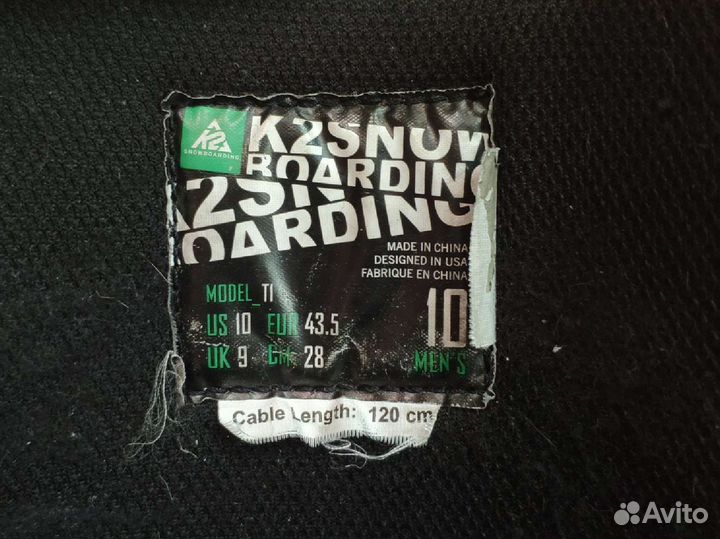 K2
SNOWBOARDING
K2SNOW
BOARDING
K2SN
OARDING
MADE IN CHINA
DESIGNED IN USA
FABRIQUE EN CHINA
MODEL_T1
US 10 EUR 43.5
UK 9 CM 28
10
MEN'S
Cable Length: 120 cm
Avito